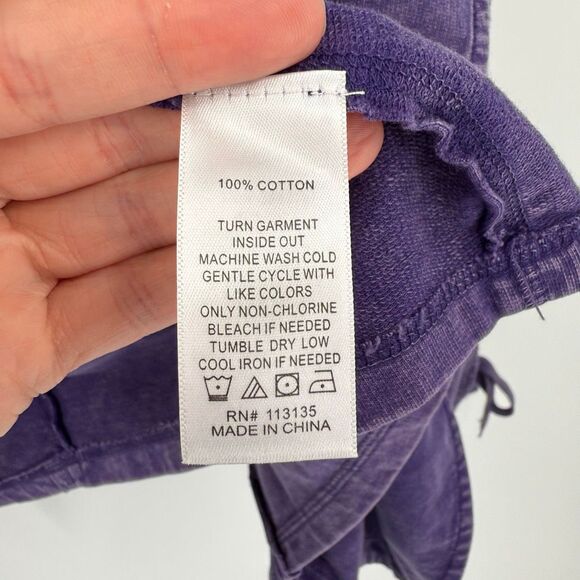 100% COTTON
TURN GARMENT
INSIDE OUT
MACHINE WASH COLD
GENTLE CYCLE WITH
LIKE COLORS
ONLY NON-CHLORINE
BLEACH IF NEEDED
TUMBLE DRY LOW
COOL IRON IF NEEDED
RN# 113135
MADE IN CHINA